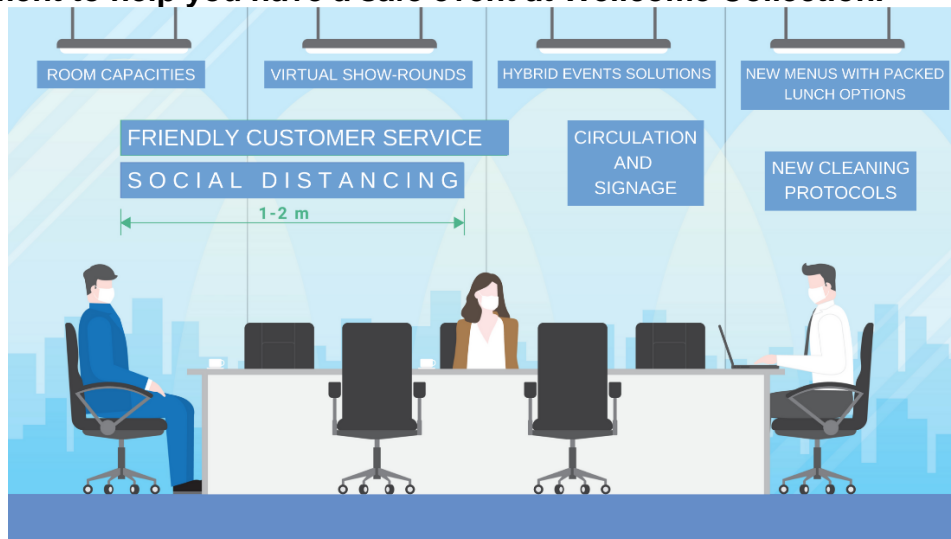 help you have a safe event at Wellcome Collection.
ROOM CAPACITIES
VIRTUAL SHOW-ROUNDS
HYBRID EVENTS SOLUTIONS
NEW MENUS WITH PACKED
LUNCH OPTIONS
FRIENDLY CUSTOMER SERVICE
SOCIAL DISTANCING
1-2 m
CIRCULATION
AND
SIGNAGE
NEW CLEANING
PROTOCOLS